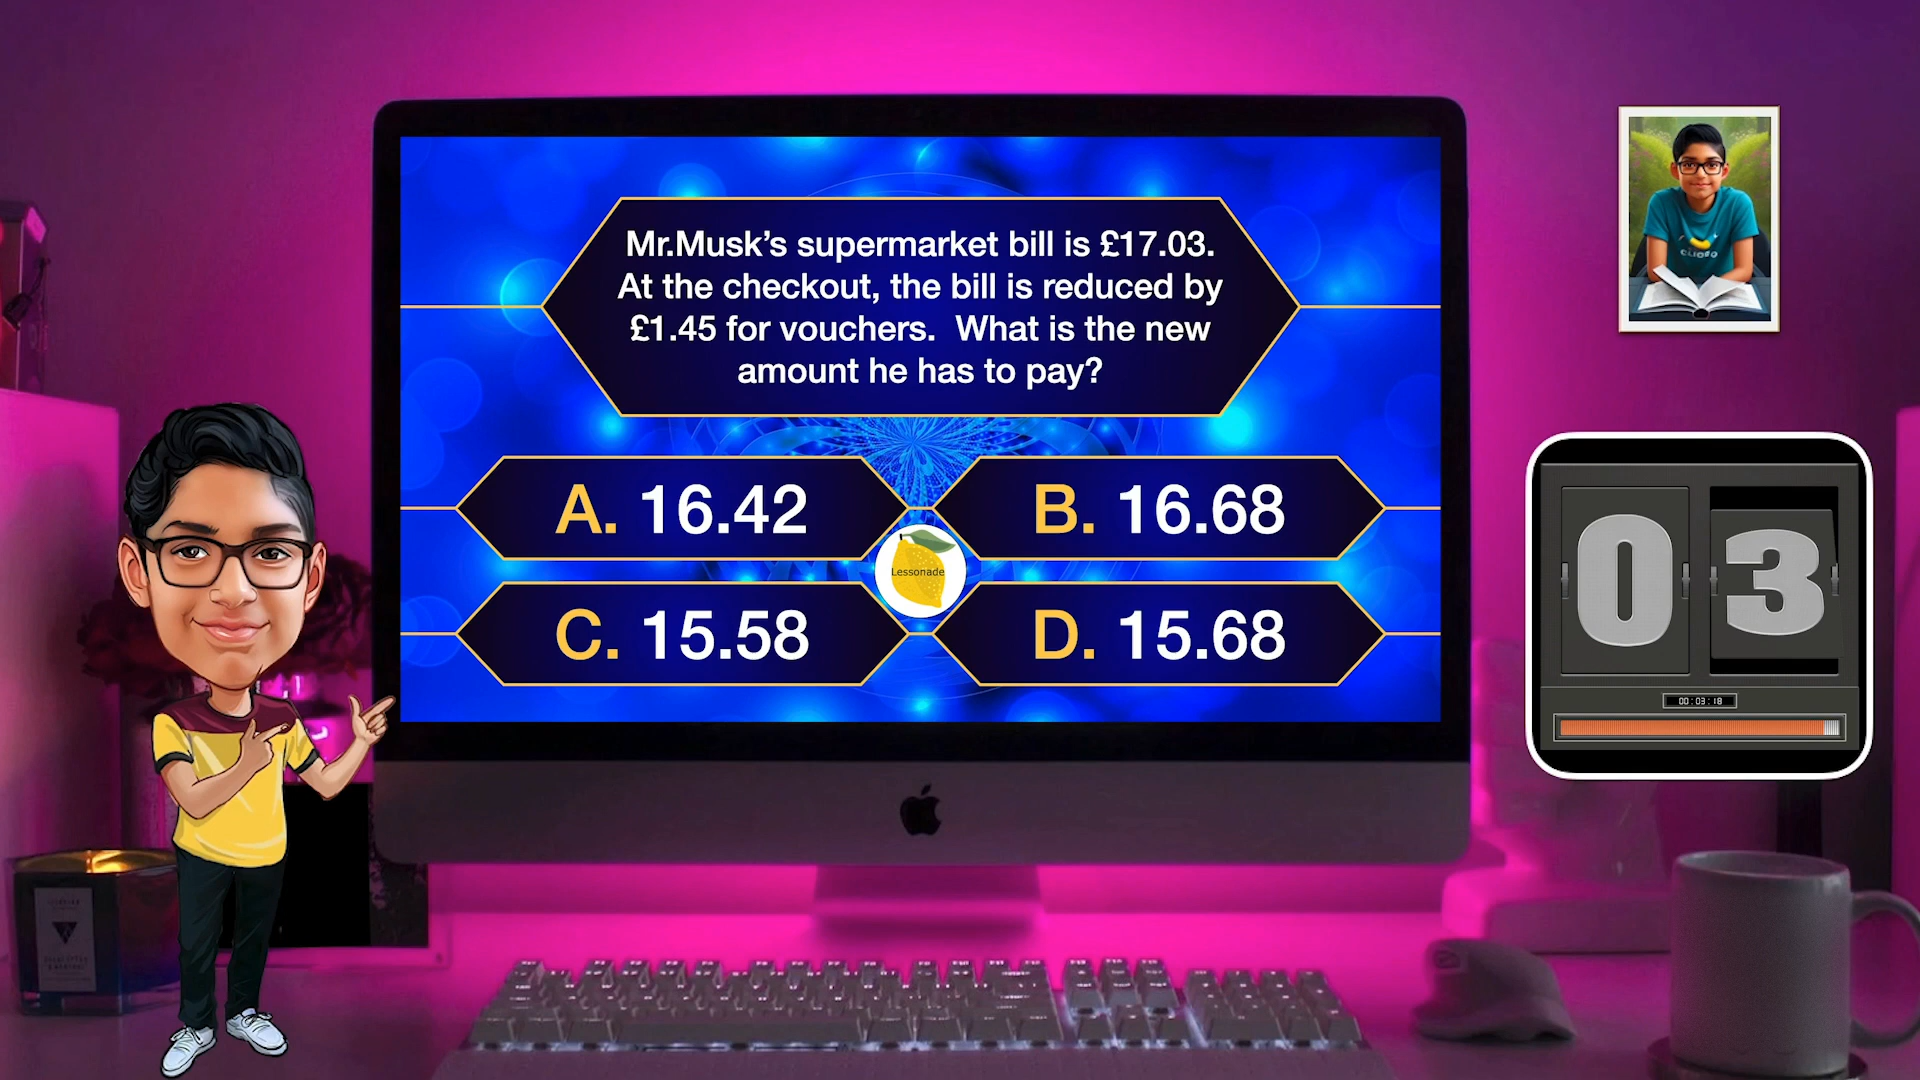 Mr.Musk's supermarket bill is £17.03.
At the checkout, the bill is reduced by
£1.45 for vouchers.  What is the new
amount he has to pay?
A. 16.42
B. 16.68
Lessonade
C. 15.58
D. 15.68
03
00:03:18